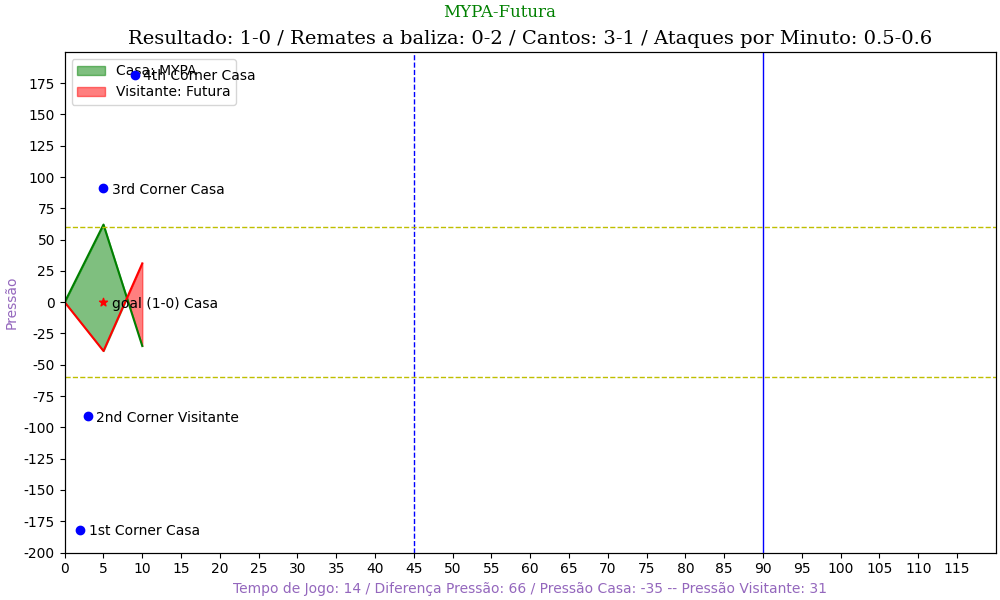 MYPA-Futura
Resultado: 1-0 / Remates a baliza: 0-2 / Cantos: 3-1 / Ataques por Minuto: 0.5-0.6
Casa: MYPA
Visitante: Futura
4th Corner Casa
3rd Corner Casa
goal (1-0) Casa
2nd Corner Visitante
1st Corner Casa
Pressão
175
150
125
100
75
50
25
0
-25
-50
-75
-100
-125
-150
-175
-200
0 5 10 15 20 25 30 35 40 45 50 55 60 65 70 75 80 85 90 95 100 105 110 115
Tempo de Jogo: 14 / Diferença Pressão: 66 / Pressão Casa: -35 -- Pressão Visitante: 31